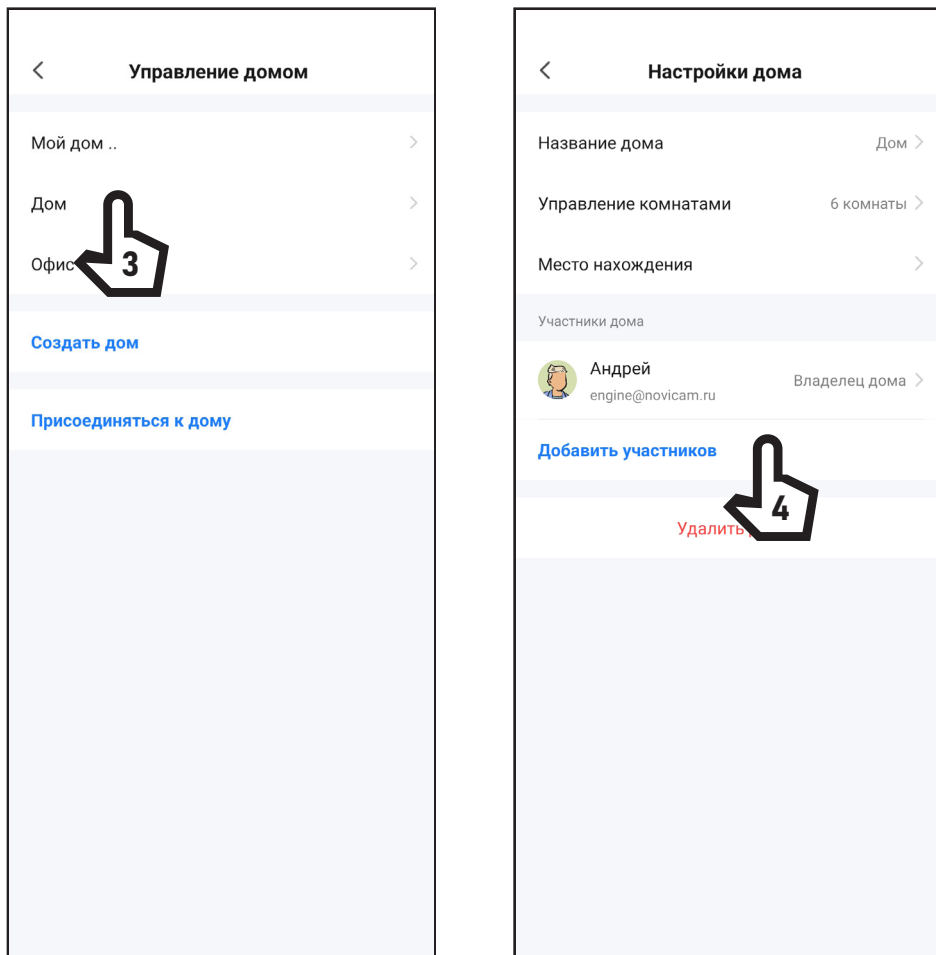 Управление домом
Мой дом ..
Дом
Офис
3
Создать дом
Присоединяться к дому
Настройки дома
Название дома
Дом
Управление комнатами
6 комнаты
Место нахождения
Участники дома
Андрей
engine@novicam.ru
Владелец дома
Добавить участников
4
Удалить